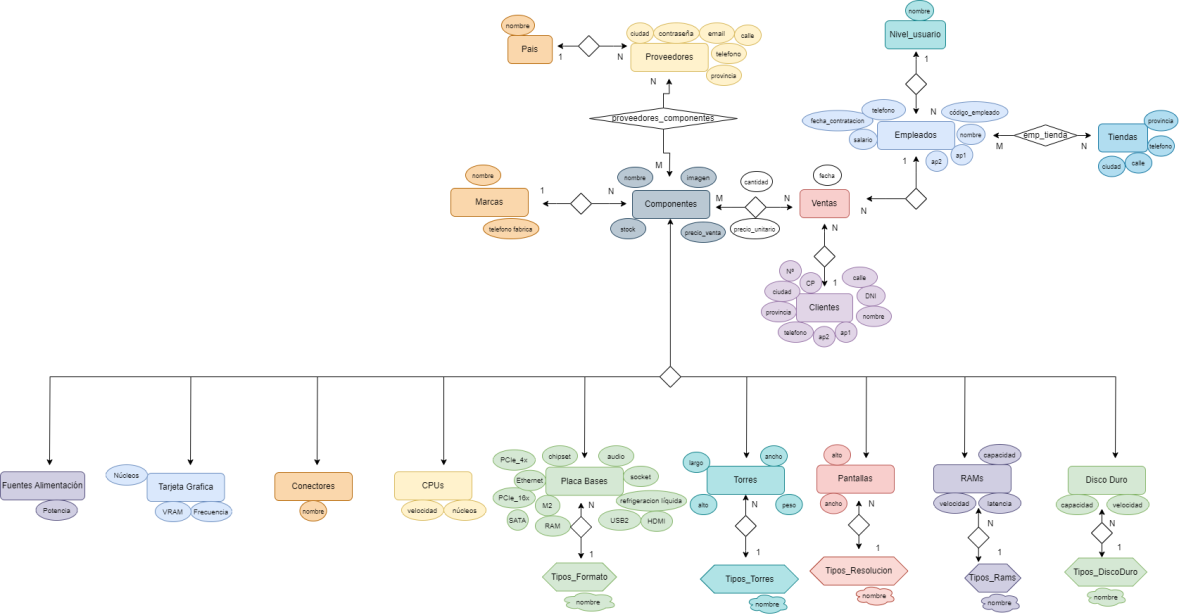 nombre
Pais
1
N
ciudad
contraseña
email
calle
Proveedores
telefono
provincia
N
proveedores_componentes
M
nombre
Nivel_usuario
1
N
telefono
código_empleado
fecha_contratacion
Empleados
nombre
salario
ap2
ap1
1
M
emp_tienda
N
provincia
Tiendas
telefono
ciudad
calle
nombre
Marcas
telefono fabrica
1
N
nombre
imagen
Componentes
stock
precio_venta
M
cantidad
N
precio_unitario
fecha
Ventas
N
N
1
Nº
CP
calle
ciudad
DNI
Clientes
provincia
nombre
telefono
ap2
ap1
Fuentes Alimentación
Potencia
Núcleos
Tarjeta Grafica
VRAM
Frecuencia
Conectores
nombre
CPUs
velocidad
núcleos
PCIe_4x
chipset
audio
Ethernet
Placa Bases
socket
PCIe_16x
M2
refrigeracion líquida
SATA
RAM
USB2
HDMI
N
1
Tipos_Formato
nombre
largo
ancho
Torres
alto
peso
N
1
Tipos_Torres
nombre
alto
Pantallas
ancho
N
1
Tipos_Resolucion
nombre
capacidad
RAMs
velocidad
latencia
N
1
Tipos_Rams
nombre
Disco Duro
capacidad
velocidad
N
1
Tipos_DiscoDuro
nombre